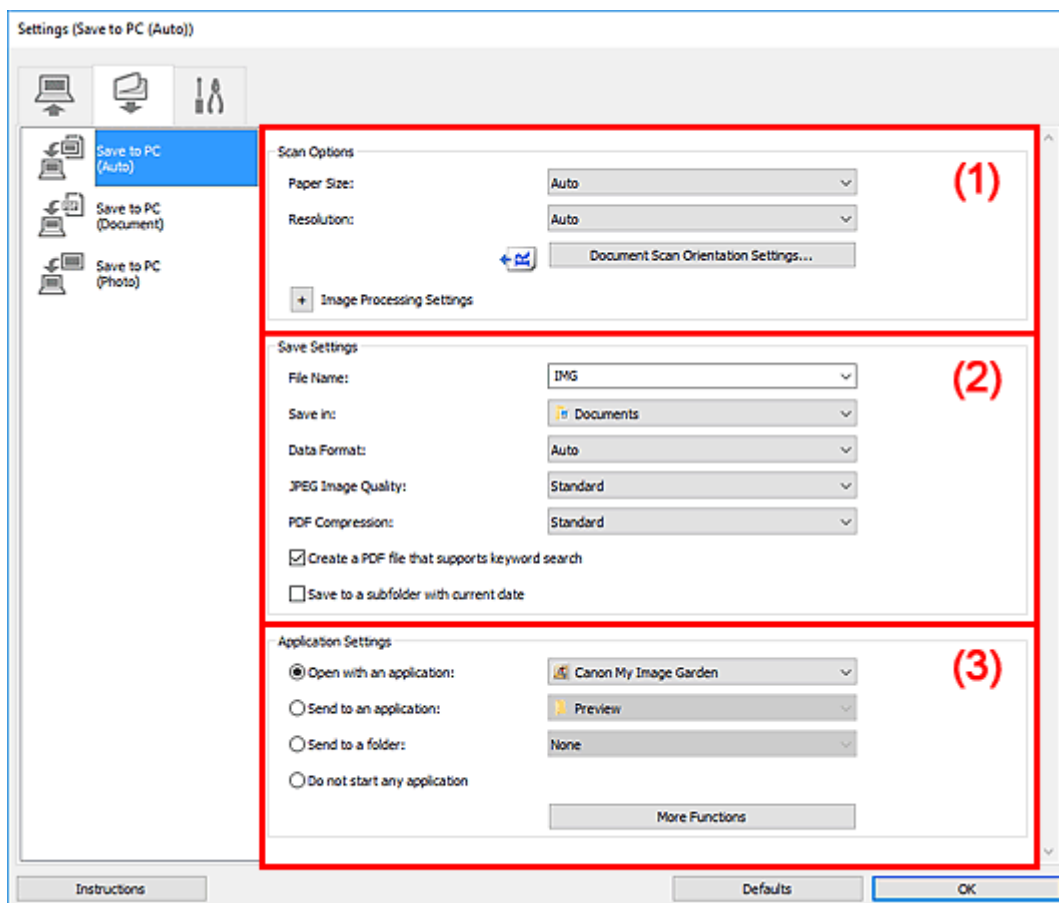 Settings (Save to PC (Auto))
Save to PC
(Auto)
Save to PC
(Document)
Save to PC
(Photo)
Scan Options
(1)
Paper Size: Auto
Resolution: Auto
Document Scan Orientation Settings...
+ Image Processing Settings
Save Settings
(2)
File Name: IMG
Save in: Documents
Data Format: Auto
JPEG Image Quality: Standard
PDF Compression: Standard
Create a PDF file that supports keyword search
Save to a subfolder with current date
Application Settings
(3)
Open with an application: Canon My Image Garden
Send to an application: Preview
Send to a folder: None
Do not start any application
More Functions
Instructions Defaults OK